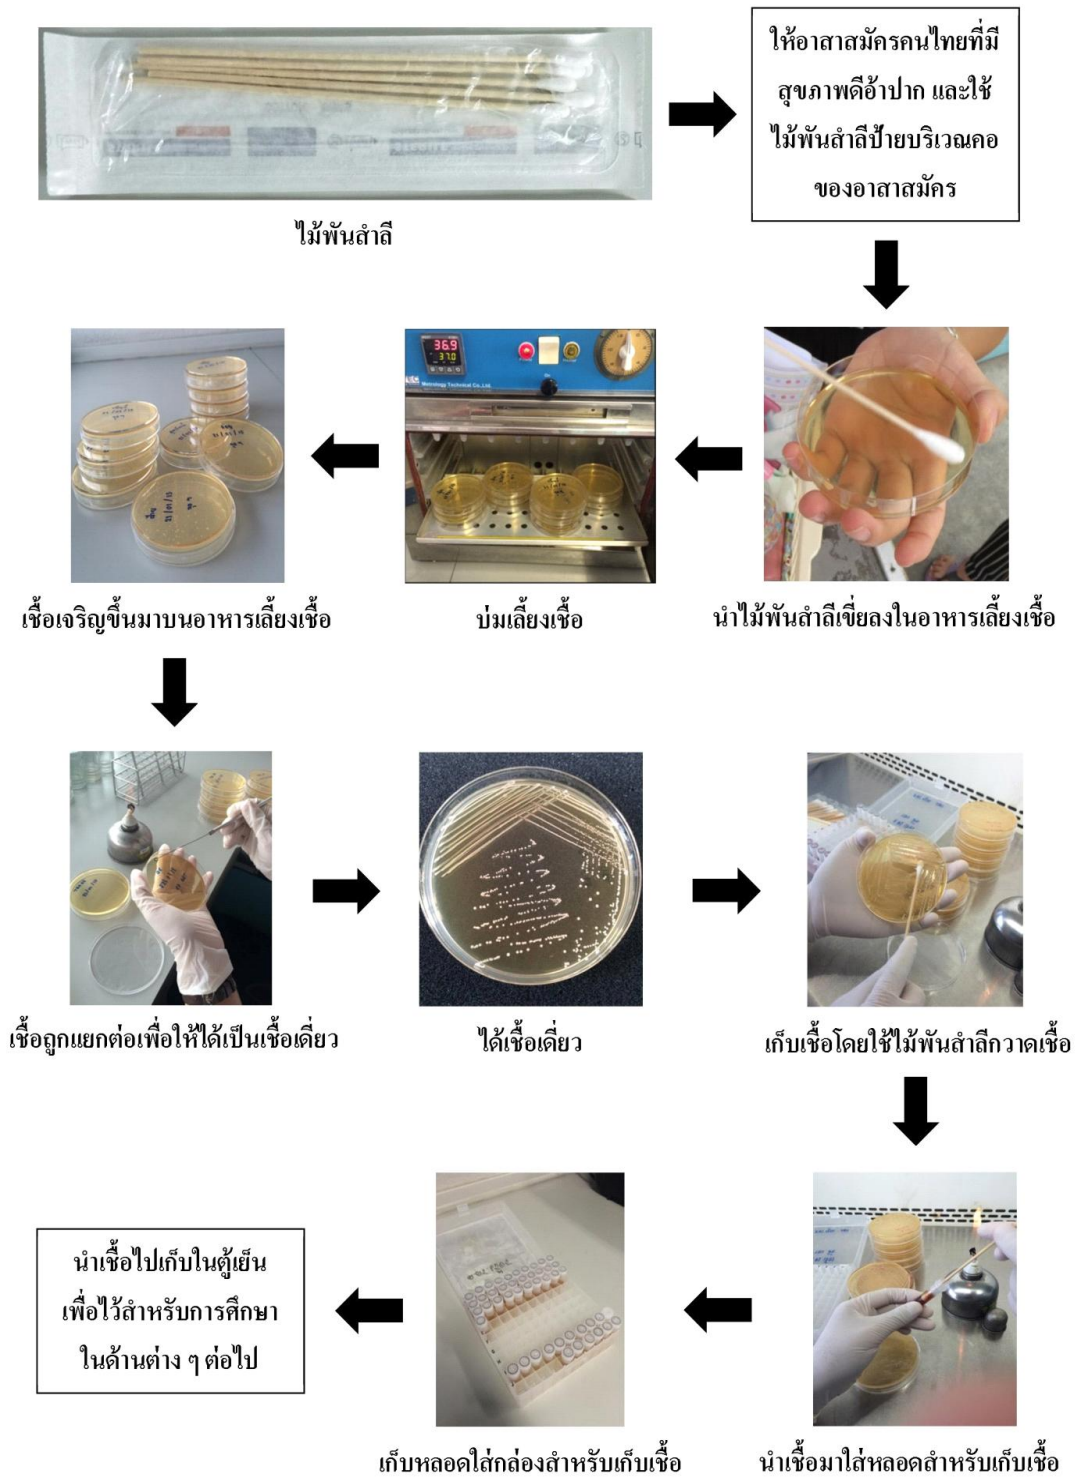 ไม้พันสำลี
ให้อาสาสมัครคนไทยที่มี
สุขภาพดีอ้าปาก และใช้
ไม้พันสำลีป้ายบริเวณคอ
ของอาสาสมัคร
นำไม้พันสำลีเขี่ยลงในอาหารเลี้ยงเชื้อ
36.9
37.0
Metrology Technical Co.,Ltd.
บ่มเลี้ยงเชื้อ
เชื้อเจริญขึ้นมาบนอาหารเลี้ยงเชื้อ
เชื้อถูกแยกต่อเพื่อให้ได้เป็นเชื้อเดี่ยว
ได้เชื้อเดี่ยว
เก็บเชื้อโดยใช้ไม้พันสำลีกวาดเชื้อ
นำเชื้อมาใส่หลอดสำหรับเก็บเชื้อ
เก็บหลอดใส่กล่องสำหรับเก็บเชื้อ
นำเชื้อไปเก็บในตู้เย็น
เพื่อไว้สำหรับการศึกษา
ในด้านต่าง ๆ ต่อไป